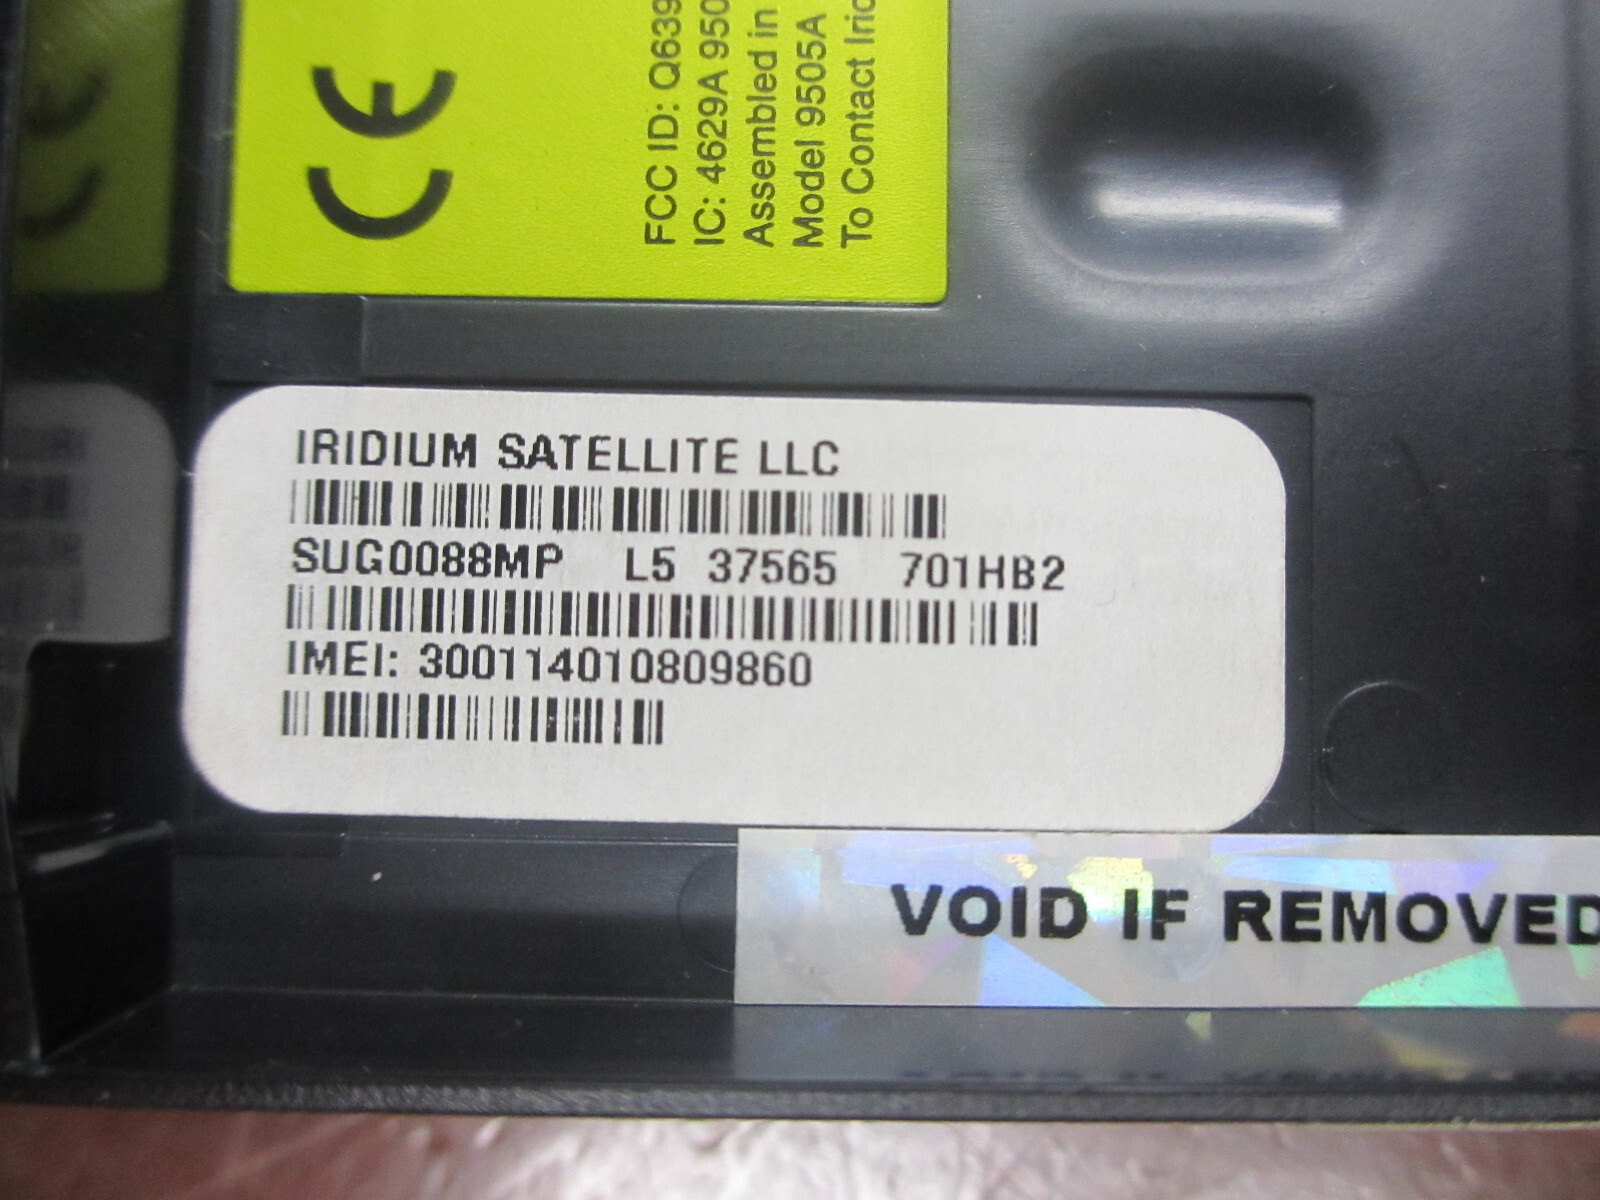 CE
FCC ID: Q639
IC: 4629A 950
Assembled in
Model 9505A
To Contact
IRIDIUM SATELLITE LLC
SUG0088MP L5 37565 701HB2
IMEI: 300114010809860
VOID IF REMOVED